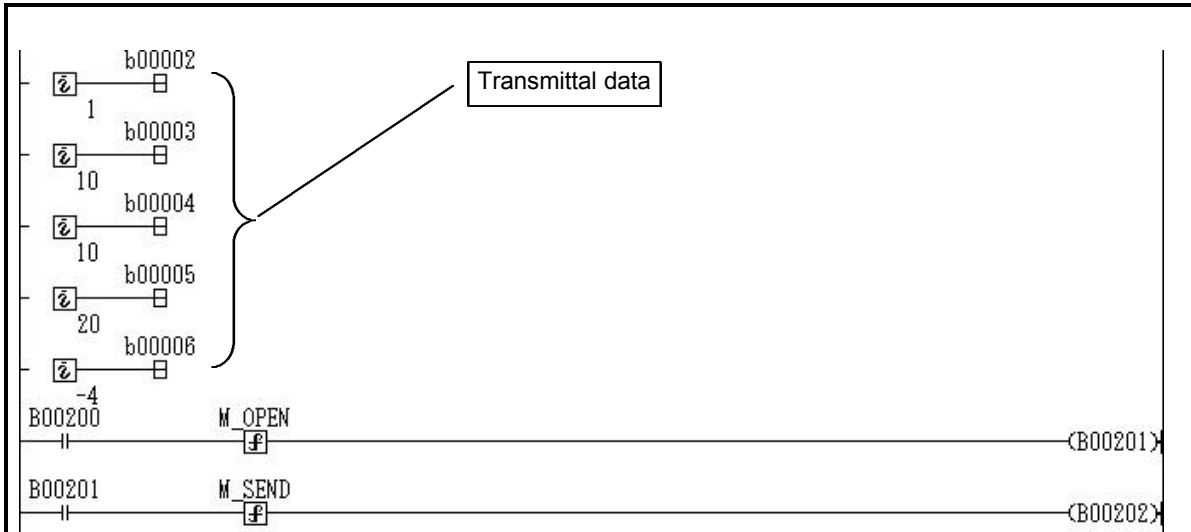 b00002
Transmittal data
1
b00003
10
b00004
10
b00005
20
b00006
-4
B00200 M_OPEN
(B00201)
B00201 M_SEND
(B00202)